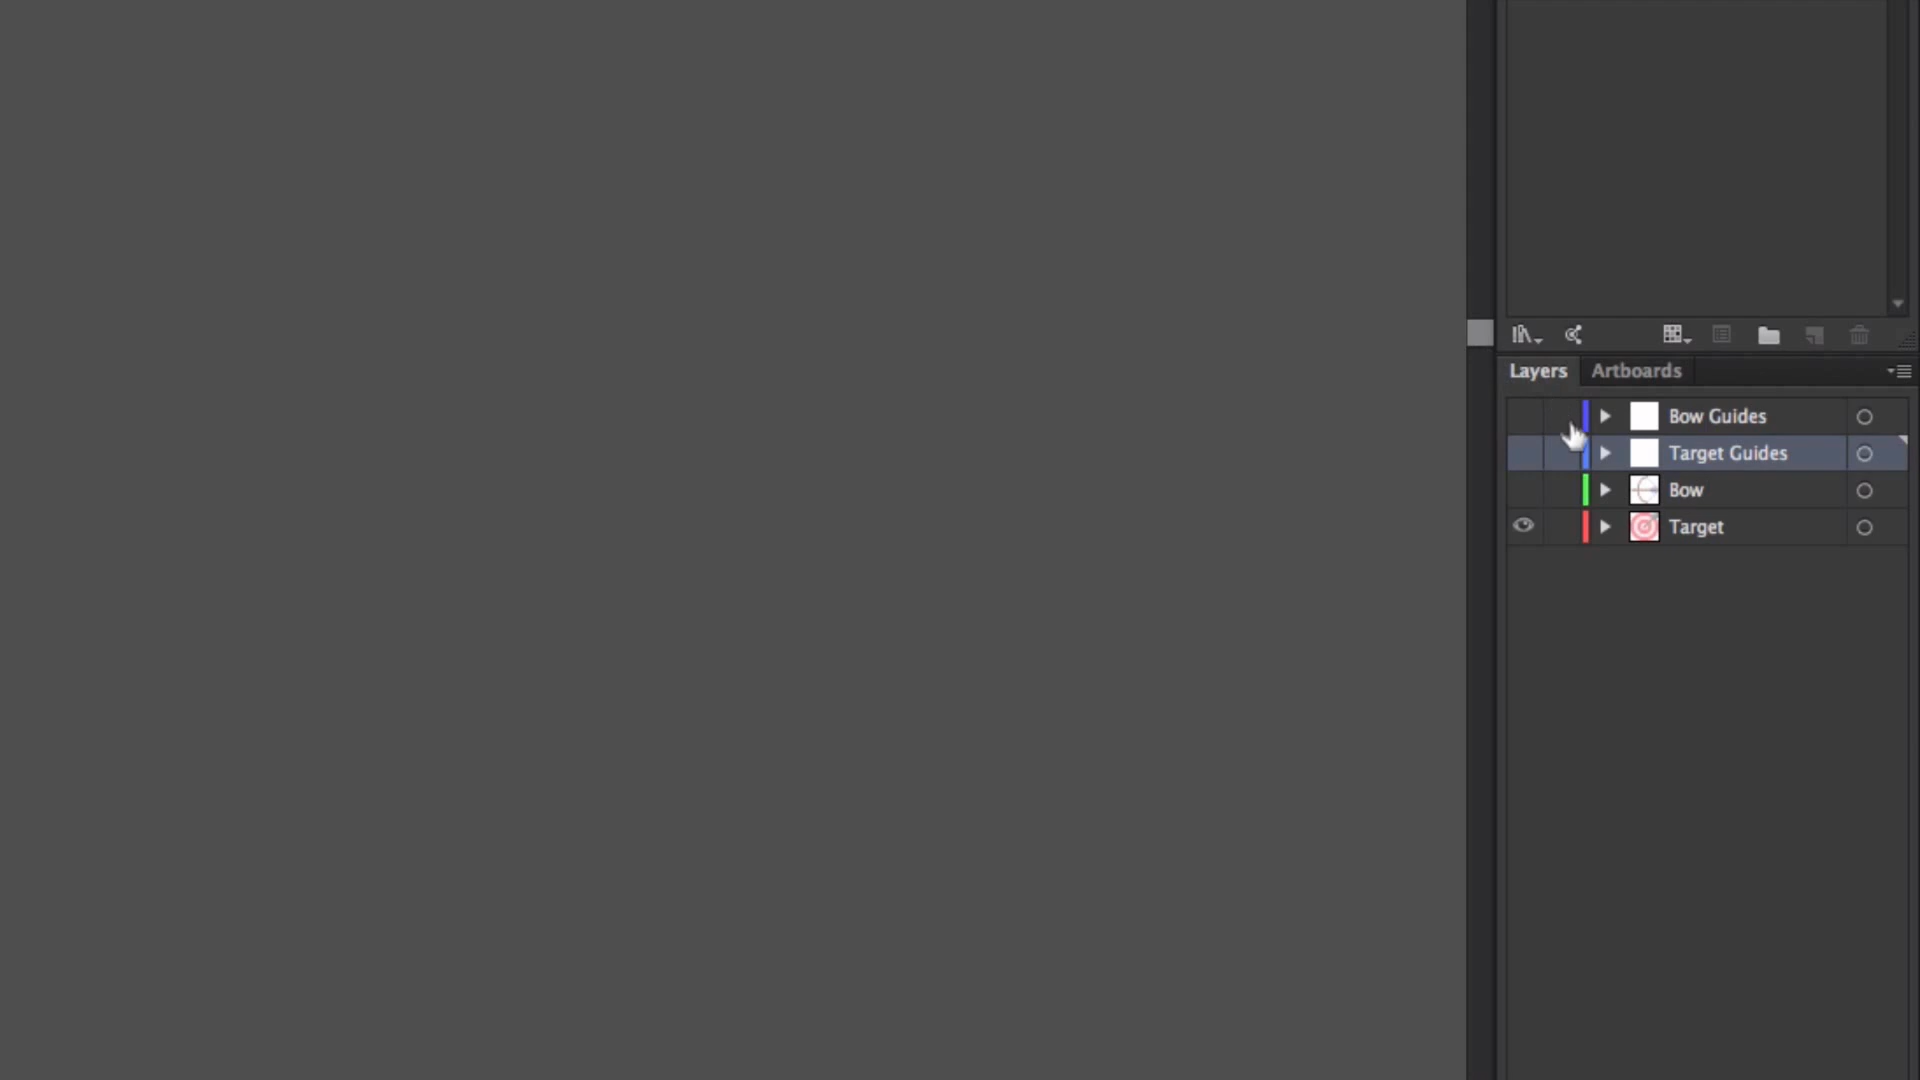 Layers Artboards
Bow Guides
Target Guides
Bow
Target